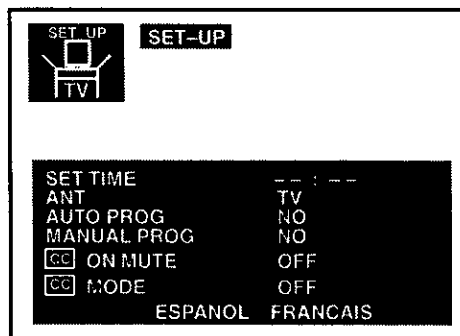 SET UP
TV
SET-UP
SET TIME -- : --
ANT TV
AUTO PROG NO
MANUAL PROG NO
CC ON MUTE OFF
CC MODE OFF
ESPANOL FRANCAIS